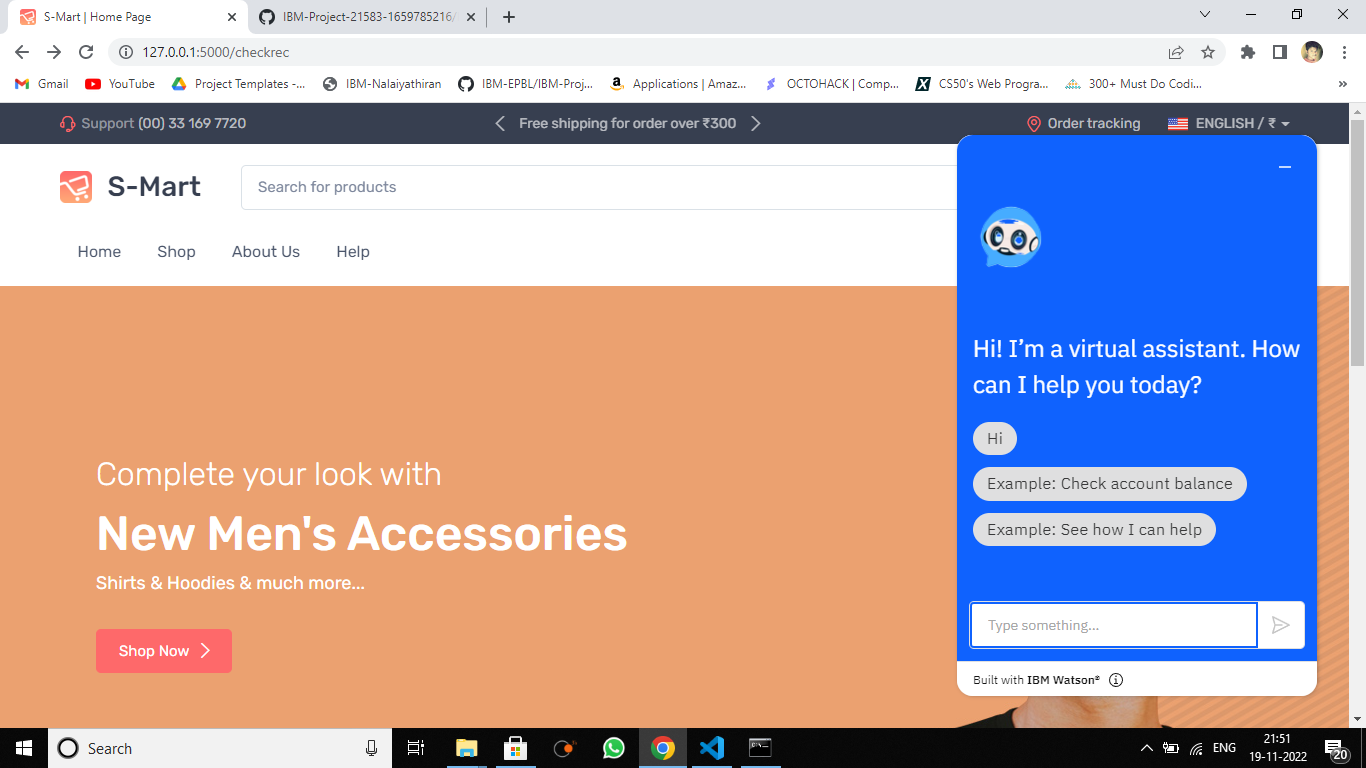 S-Mart | Home Page
IBM-Project-21583-1659785216/
127.0.0.1:5000/checkrec
Gmail
YouTube
Project Templates -...
IBM-Nalaiyathiran
IBM-EPBL/IBM-Proj...
Applications | Amaz...
OCTOHACK | Comp...
CS50's Web Progra...
300+ Must Do Codi...
»
Support (00) 33 169 7720
Free shipping for order over ₹300
Order tracking
ENGLISH / ₹
S-Mart
Search for products
Home
Shop
About Us
Help
Complete your look with
New Men's Accessories
Shirts & Hoodies & much more...
Shop Now
Hi! I’m a virtual assistant. How
can I help you today?
Hi
Example: Check account balance
Example: See how I can help
Type something...
Built with IBM Watson®
Search
ENG
21:51
19-11-2022
20